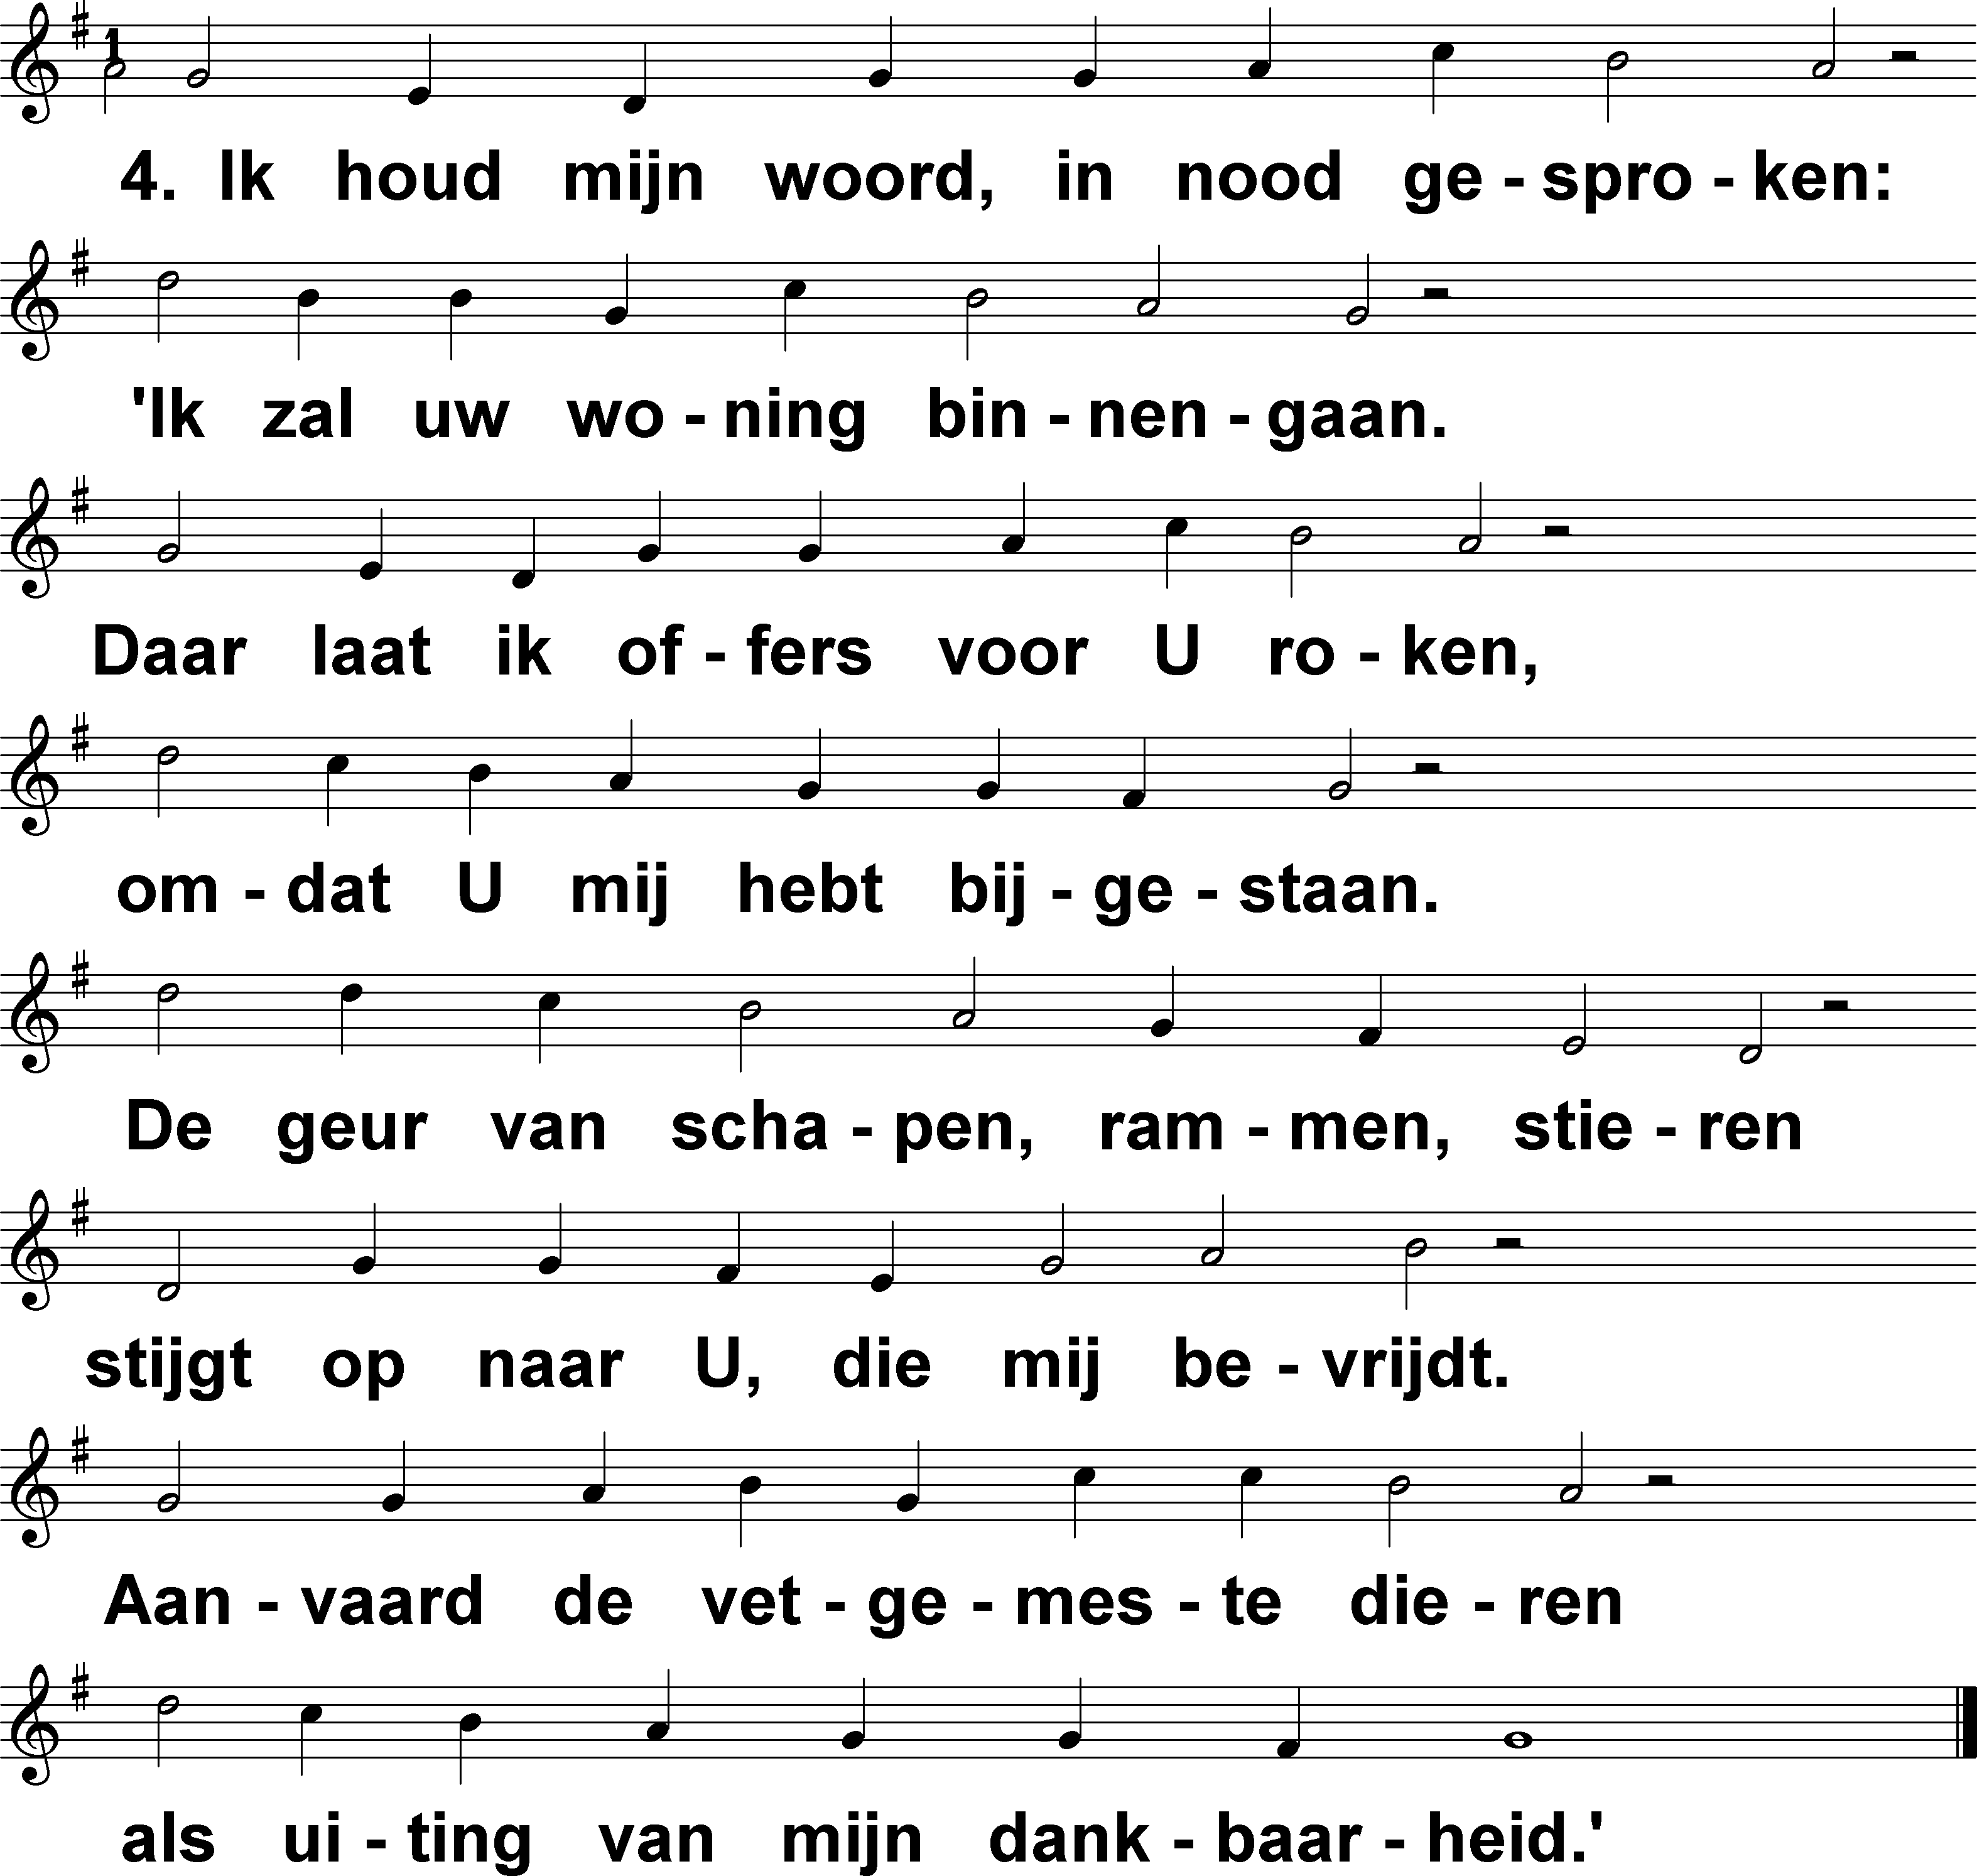 4. Ik houd mijn woord, in nood ge - spro - ken:
'Ik zal uw wo - ning bin - nen - gaan.
Daar laat ik of - fers voor U ro - ken,
om - dat U mij hebt bij - ge - staan.
De geur van scha - pen, ram - men, stie - ren
stijgt op naar U, die mij be - vrijdt.
Aan - vaard de vet - ge - mes - te die - ren
als ui - ting van mijn dank - baar - heid.'